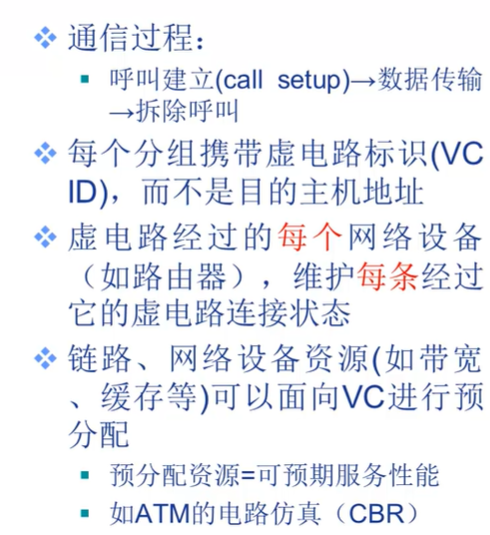 通信过程：
呼叫建立(call setup)→数据传输
→拆除呼叫
每个分组携带虚电路标识(VC
ID)，而不是目的主机地址
虚电路经过的每个网络设备
（如路由器），维护每条经过
它的虚电路连接状态
链路、网络设备资源(如带宽
、缓存等)可以面向VC进行预
分配
预分配资源=可预期服务性能
如ATM的电路仿真（CBR）